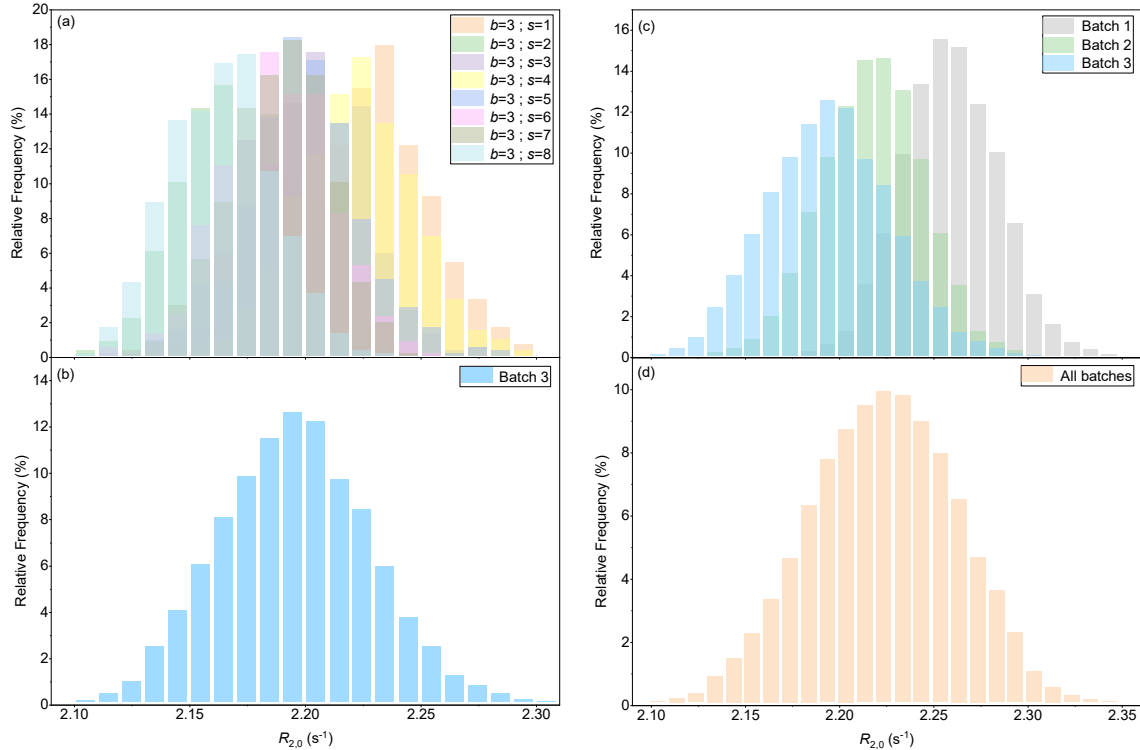 (a)
b=3 ; s=1
b=3 ; s=2
b=3 ; s=3
b=3 ; s=4
b=3 ; s=5
b=3 ; s=6
b=3 ; s=7
b=3 ; s=8
20
18
16
14
12
10
8
6
4
2
0
Relative Frequency (%)
(b)
Batch 3
14
12
10
8
6
4
2
0
Relative Frequency (%)
2.10
2.15
2.20
2.25
2.30
R2,0 (s-1)
(c)
Batch 1
Batch 2
Batch 3
16
14
12
10
8
6
4
2
0
Relative Frequency (%)
(d)
All batches
10
8
6
4
2
0
Relative Frequency (%)
2.10
2.15
2.20
2.25
2.30
2.35
R2,0 (s-1)